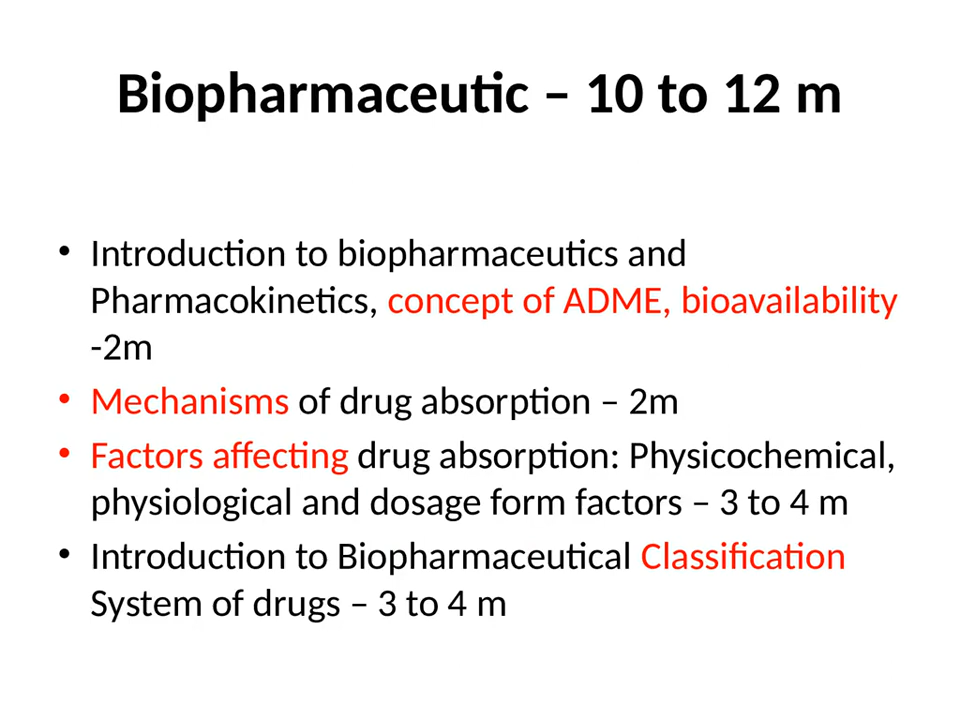 Biopharmaceutic – 10 to 12 m
• Introduction to biopharmaceutics and
Pharmacokinetics, concept of ADME, bioavailability
-2m
• Mechanisms of drug absorption – 2m
• Factors affecting drug absorption: Physicochemical,
physiological and dosage form factors – 3 to 4 m
• Introduction to Biopharmaceutical Classification
System of drugs – 3 to 4 m